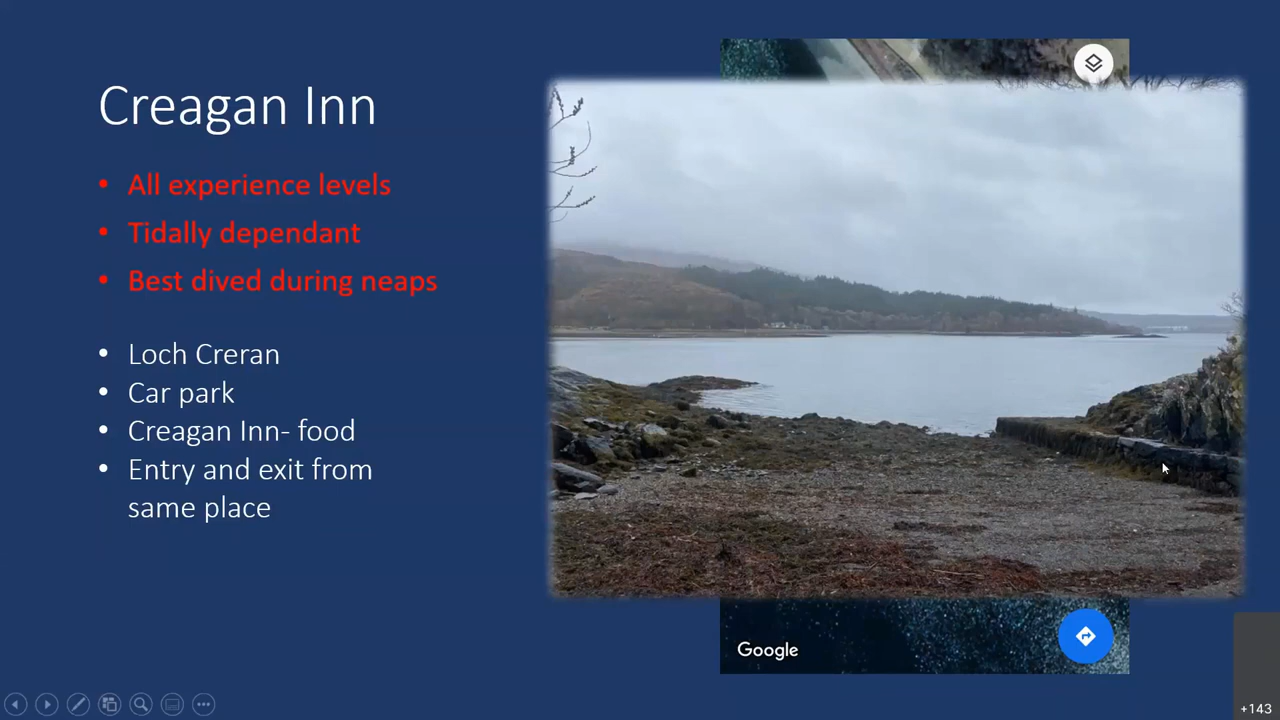 Creagan Inn
• All experience levels
• Tidally dependant
• Best dived during neaps
• Loch Creran
• Car park
• Creagan Inn- food
• Entry and exit from
same place
Google
+143